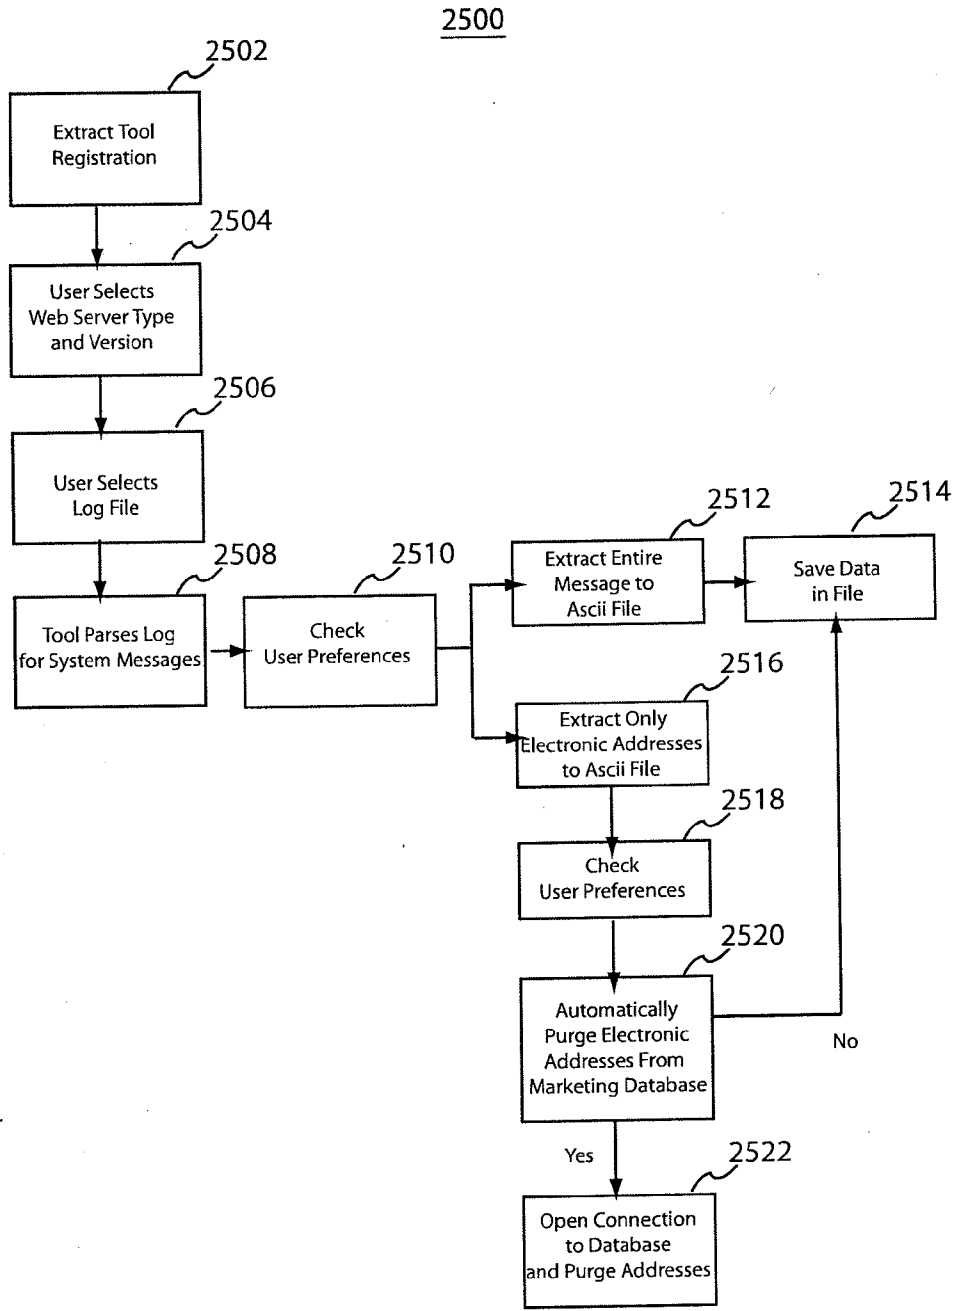 2500
2502
Extract Tool
Registration
2504
User Selects
Web Server Type
and Version
2506
User Selects
Log File
2508
Tool Parses Log
for System Messages
2510
Check
User Preferences
2512
Extract Entire
Message to
Ascii File
2514
Save Data
in File
2516
Extract Only
Electronic Addresses
to Ascii File
2518
Check
User Preferences
2520
Automatically
Purge Electronic
Addresses From
Marketing Database
No
Yes
2522
Open Connection
to Database
and Purge Addresses